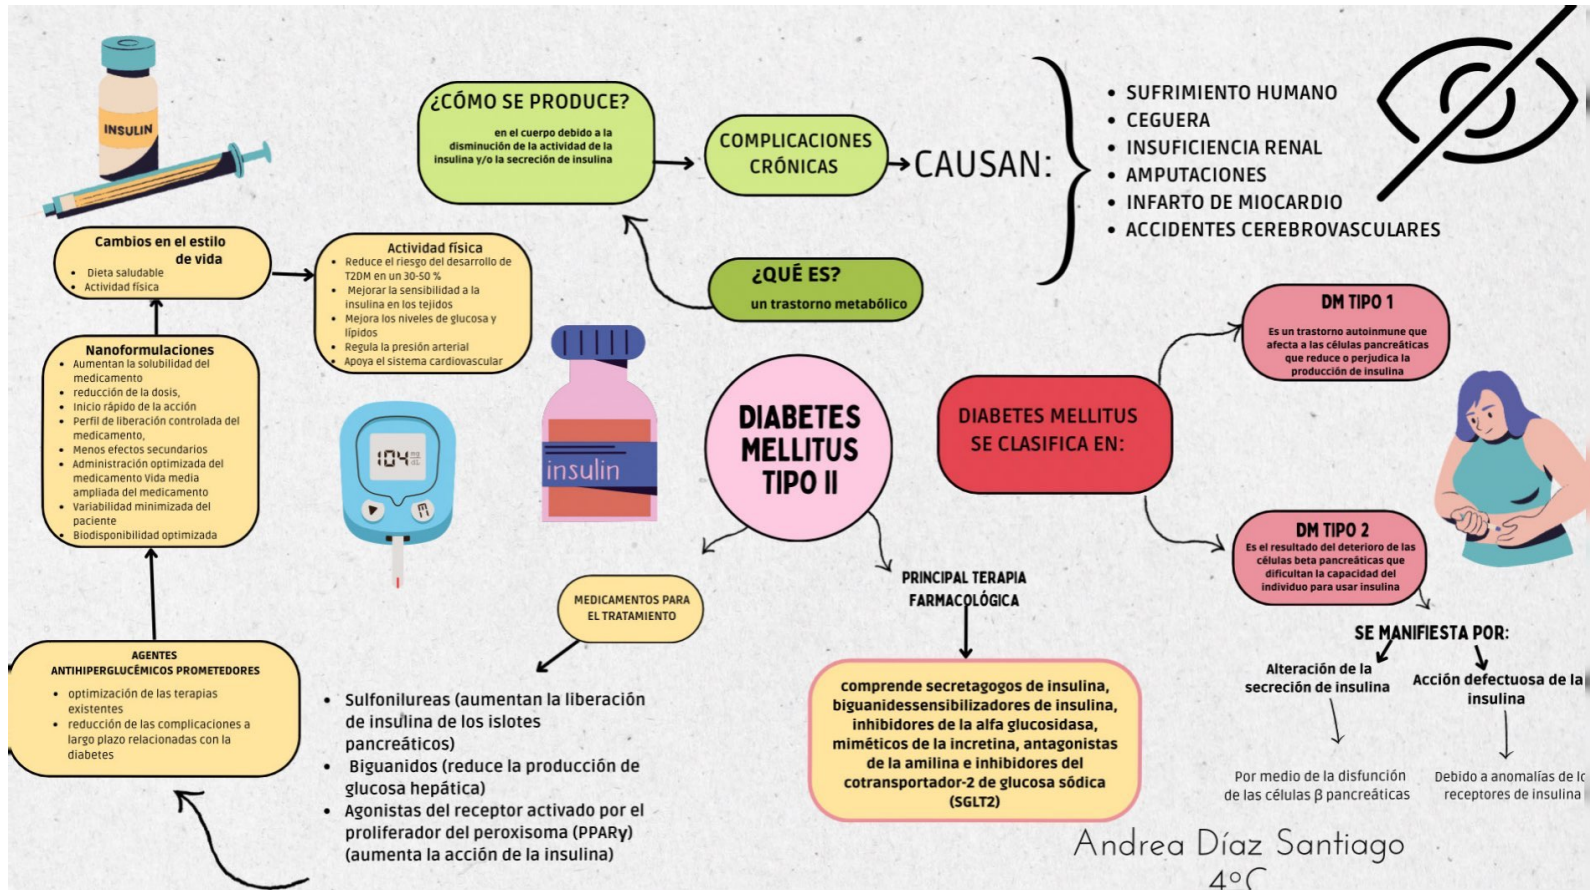 INSULIN
¿CÓMO SE PRODUCE?
en el cuerpo debido a la
disminución de la actividad de la
insulina y/o la secreción de insulina
COMPLICACIONES
CRÓNICAS
CAUSAN:
• SUFRIMIENTO HUMANO
• CEGUERA
• INSUFICIENCIA RENAL
• AMPUTACIONES
• INFARTO DE MIOCARDIO
• ACCIDENTES CEREBROVASCULARES
¿QUÉ ES?
un trastorno metabólico
Cambios en el estilo
de vida
• Dieta saludable
• Actividad física
Actividad física
• Reduce el riesgo del desarrollo de
T2DM en un 30-50 %
• Mejorar la sensibilidad a la
insulina en los tejidos
• Mejora los niveles de glucosa y
lípidos
• Regula la presión arterial
• Apoya el sistema cardiovascular
Nanoformulaciones
• Aumentan la solubilidad del
medicamento
• reducción de la dosis,
• Inicio rápido de la acción
• Perfil de liberación controlada del
medicamento,
• Menos efectos secundarios
• Administración optimizada del
medicamento Vida media
ampliada del medicamento
• Variabilidad minimizada del
paciente
• Biodisponibilidad optimizada
104
insulin
DIABETES
MELLITUS
TIPO II
DIABETES MELLITUS
SE CLASIFICA EN:
DM TIPO 1
Es un trastorno autoinmune que
afecta a las células pancreáticas
que reduce o perjudica la
producción de insulina
DM TIPO 2
Es el resultado del deterioro de las
células beta pancreáticas que
dificultan la capacidad del
individuo para usar insulina
SE MANIFIESTA POR:
Alteración de la
secreción de insulina
Acción defectuosa de la
insulina
Por medio de la disfunción
de las células β pancreáticas
Debido a anomalías de
receptores de insulina
MEDICAMENTOS PARA
EL TRATAMIENTO
PRINCIPAL TERAPIA
FARMACOLÓGICA
comprende secretagogos de insulina,
biguanidessensibilizadores de insulina,
inhibidores de la alfa glucosidasa,
miméticos de la incretina, antagonistas
de la amilina e inhibidores del
cotransportador-2 de glucosa sódica
(SGLT2)
• Sulfonilureas (aumentan la liberación
de insulina de los islotes
pancreáticos)
• Biguanidos (reduce la producción de
glucosa hepática)
• Agonistas del receptor activado por el
proliferador del peroxisoma (PPARγ)
(aumenta la acción de la insulina)
AGENTES
ANTIHIPERGLUCÉMICOS PROMETEDORES
• optimización de las terapias
existentes
• reducción de las complicaciones a
largo plazo relacionadas con la
diabetes
Andrea Díaz Santiago
4°C